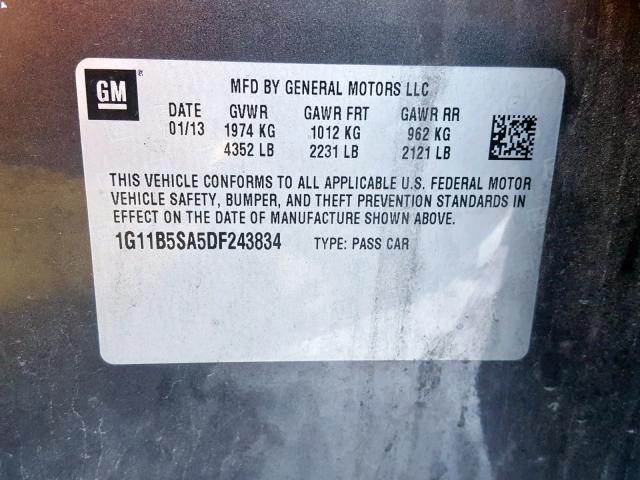 GM ®
MFD BY GENERAL MOTORS LLC
DATE GVWR GAWR FRT GAWR RR
01/13 1974 KG 1012 KG 962 KG
4352 LB 2231 LB 2121 LB
THIS VEHICLE CONFORMS TO ALL APPLICABLE U.S. FEDERAL MOTOR
VEHICLE SAFETY, BUMPER, AND THEFT PREVENTION STANDARDS IN
EFFECT ON THE DATE OF MANUFACTURE SHOWN ABOVE.
1G11B5SA5DF243834 TYPE: PASS CAR